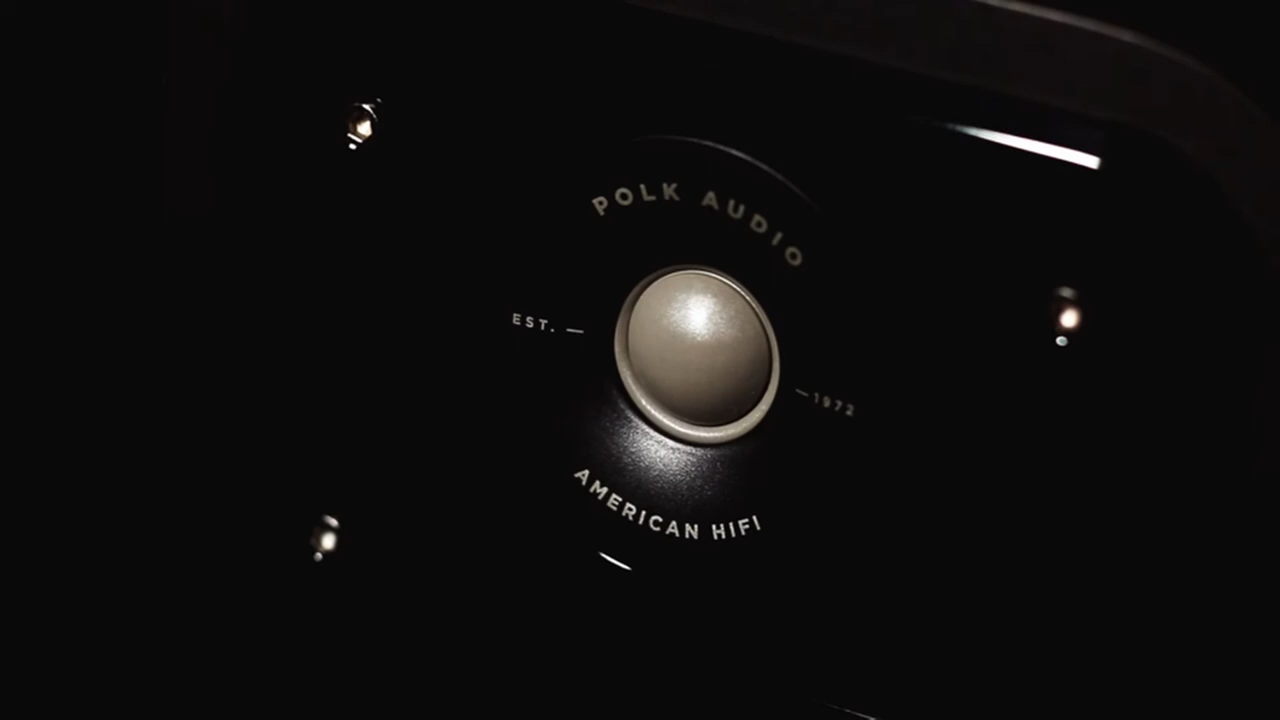 POLK AUDIO
EST. — — 1972
AMERICAN HIFI